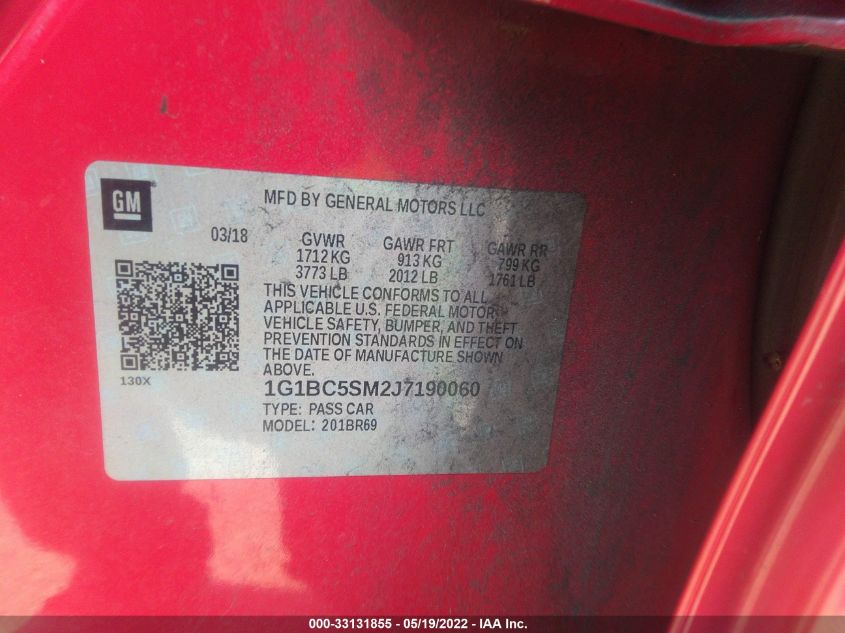 GM
MFD BY GENERAL MOTORS LLC
03/18
GVWR GAWR FRT GAWR RR
1712 KG 913 KG 799 KG
3773 LB 2012 LB 1761 LB
THIS VEHICLE CONFORMS TO ALL
APPLICABLE U.S. FEDERAL MOTOR
VEHICLE SAFETY, BUMPER, AND THEFT
PREVENTION STANDARDS IN EFFECT ON
THE DATE OF MANUFACTURE SHOWN
ABOVE.
130X
1G1BC5SM2J7190060
TYPE: PASS CAR
MODEL: 201BR69
000-33131855 - 05/19/2022 - IAA Inc.